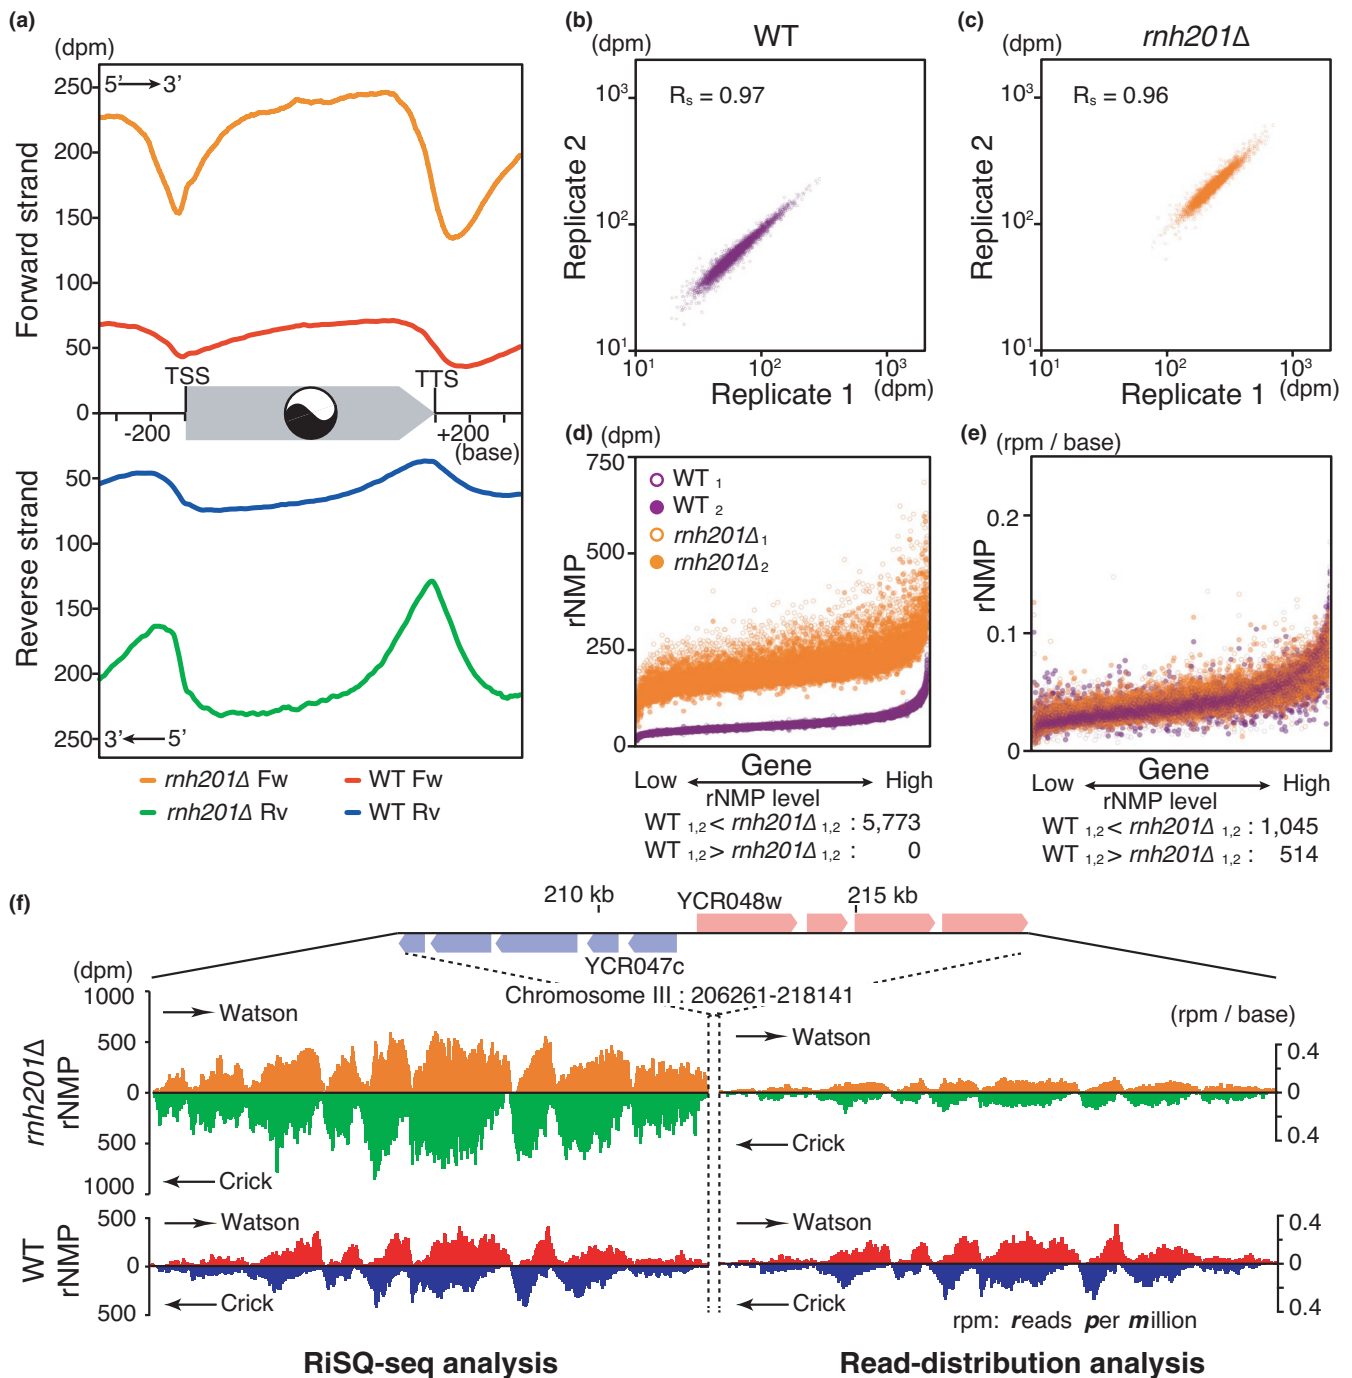 (a)
(dpm)
5' 3'
250
200
150
100
50
0
50
100
150
200
250
Forward strand
Reverse strand
TSS
TTS
-200
+200
(base)
3' 5'
rnh201Δ Fw
WT Fw
rnh201Δ Rv
WT Rv
(b)
(dpm)
WT
Rs = 0.97
10³
10²
10¹
Replicate 2
10¹ 10² 10³
Replicate 1 (dpm)
(c)
(dpm)
rnh201Δ
Rs = 0.96
10³
10²
10¹
Replicate 2
10¹ 10² 10³
Replicate 1 (dpm)
(d) (dpm)
750
500
250
0
rNMP
WT 1
WT 2
rnh201Δ1
rnh201Δ2
Gene
Low High
rNMP level
WT 1,2 < rnh201Δ 1,2 : 5,773
WT 1,2 > rnh201Δ 1,2 : 0
(e) (rpm / base)
0.2
0.1
0
rNMP
Gene
Low High
rNMP level
WT 1,2 < rnh201Δ 1,2 : 1,045
WT 1,2 > rnh201Δ 1,2 : 514
(f)
210 kb
YCR048w
215 kb
YCR047c
Chromosome III : 206261-218141
(dpm)
1000
500
0
500
1000
rnh201Δ
rNMP
Watson
Crick
Watson
Crick
(rpm / base)
0.4
0
0.4
500
0
500
WT
rNMP
Watson
Crick
Watson
Crick
0.4
0
0.4
rpm: reads per million
RiSQ-seq analysis
Read-distribution analysis